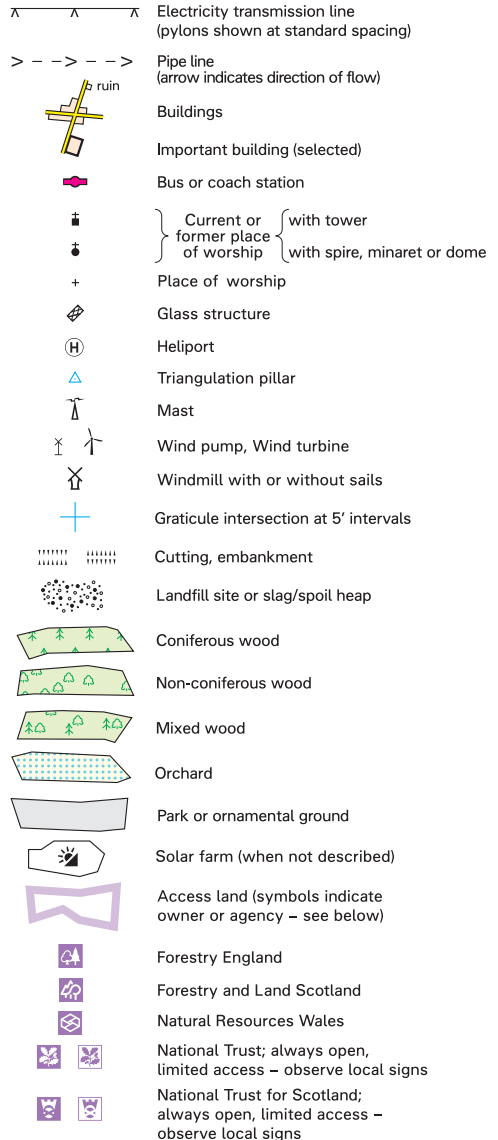 Electricity transmission line
(pylons shown at standard spacing)
Pipe line
(arrow indicates direction of flow)
ruin
Buildings
Important building (selected)
Bus or coach station
Current or
former place
of worship
with tower
with spire, minaret or dome
Place of worship
Glass structure
H
Heliport
Triangulation pillar
Mast
Wind pump, Wind turbine
Windmill with or without sails
Graticule intersection at 5′ intervals
Cutting, embankment
Landfill site or slag/spoil heap
Coniferous wood
Non-coniferous wood
Mixed wood
Orchard
Park or ornamental ground
Solar farm (when not described)
Access land (symbols indicate
owner or agency – see below)
Forestry England
Forestry and Land Scotland
Natural Resources Wales
National Trust; always open,
limited access – observe local signs
National Trust for Scotland;
always open, limited access –
observe local signs